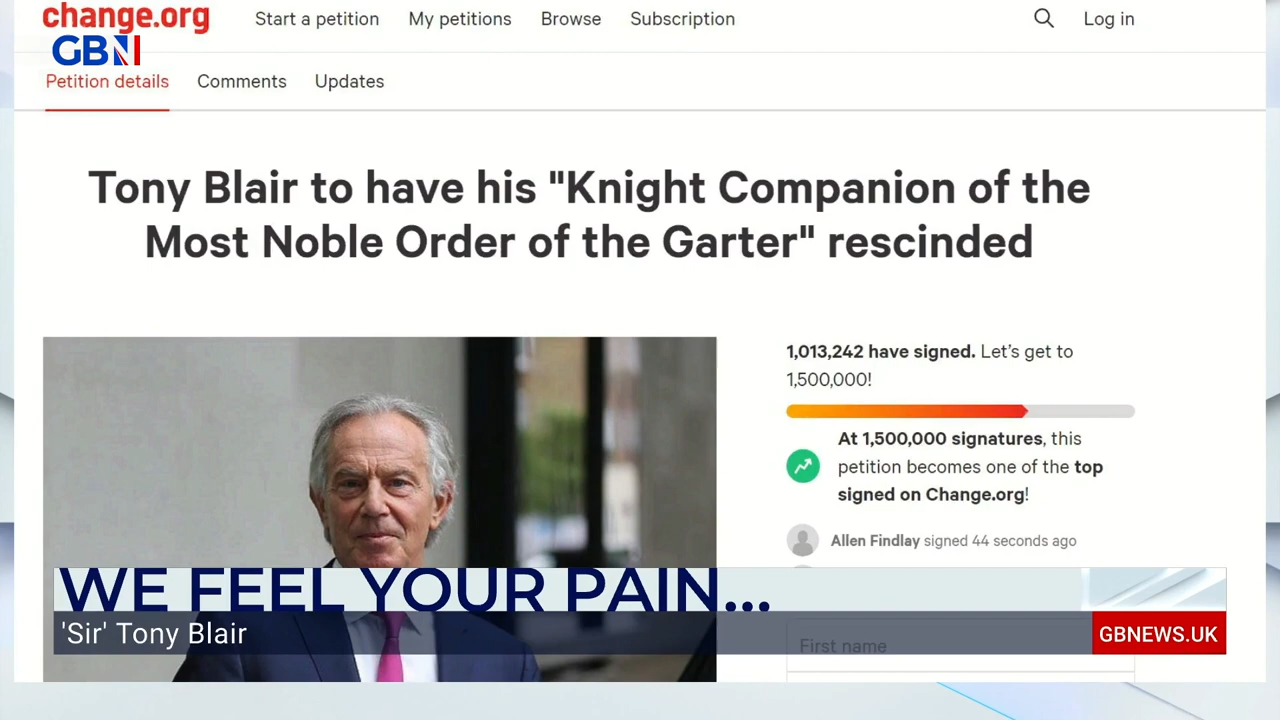 change.org
Start a petition
My petitions
Browse
Subscription
Log in
GBN
Petition details
Comments
Updates
Tony Blair to have his "Knight Companion of the
Most Noble Order of the Garter" rescinded
1,013,242 have signed. Let's get to
1,500,000!
At 1,500,000 signatures, this
petition becomes one of the top
signed on Change.org!
Allen Findlay signed 44 seconds ago
WE FEEL YOUR PAIN...
'Sir' Tony Blair
GBNEWS.UK
First name